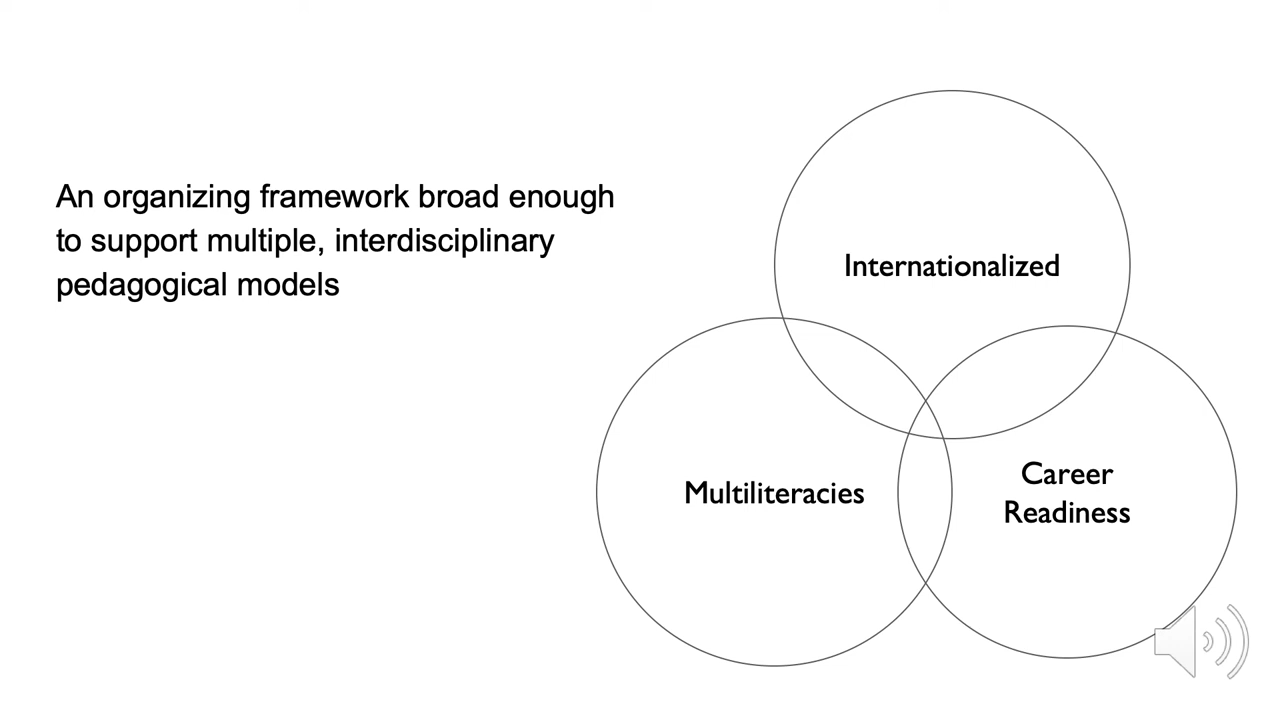 An organizing framework broad enough
to support multiple, interdisciplinary
pedagogical models
Internationalized
Multiliteracies
Career
Readiness